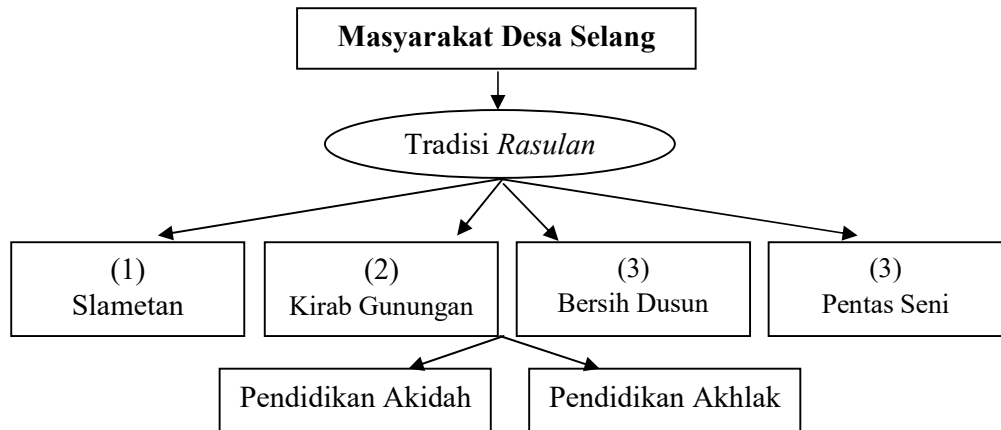 Masyarakat Desa Selang
Tradisi Rasulan
(1)
Slametan
(2)
Kirab Gunungan
(3)
Bersih Dusun
(3)
Pentas Seni
Pendidikan Akidah
Pendidikan Akhlak